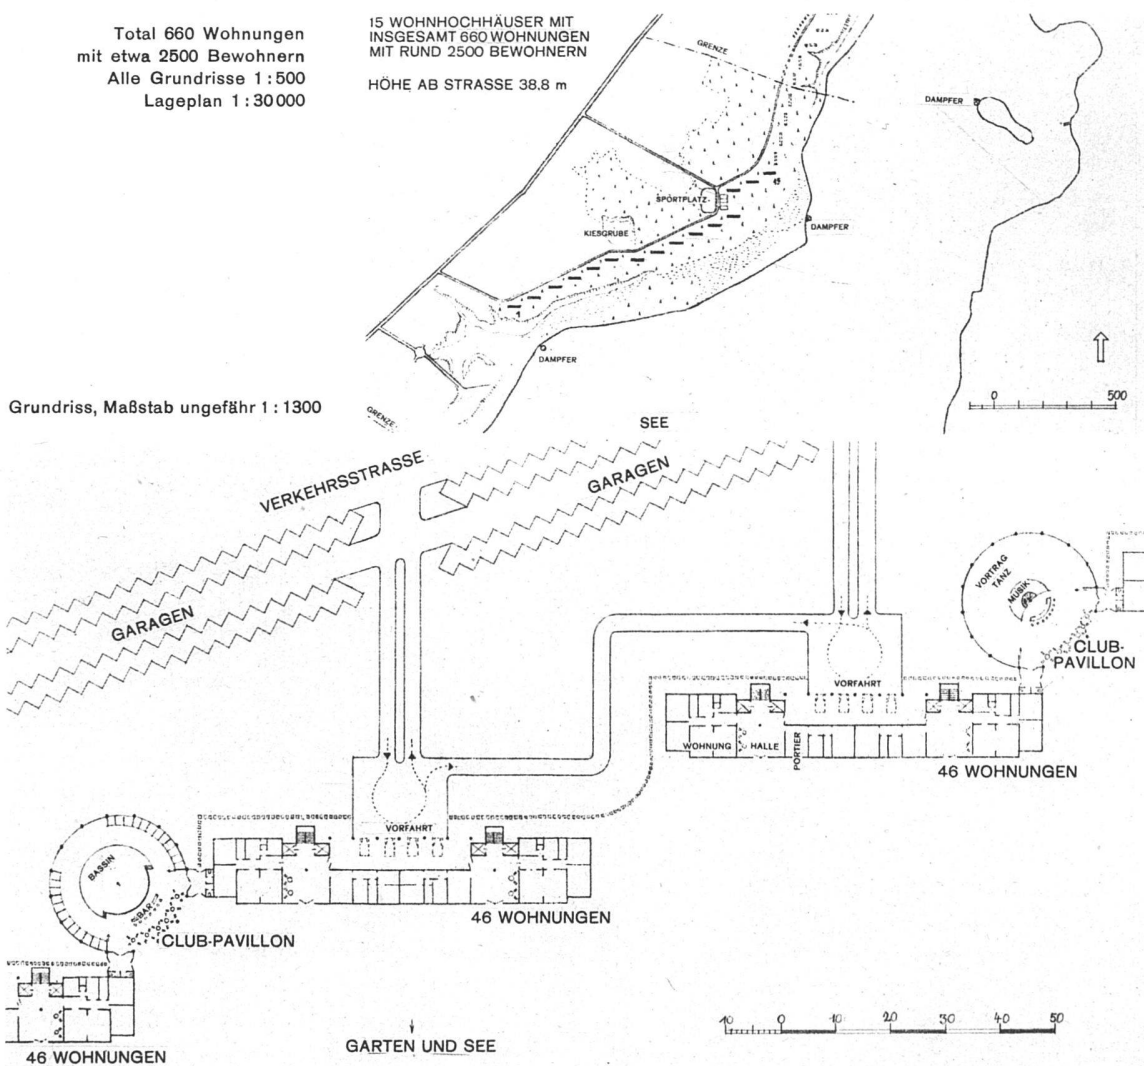 Total 660 Wohnungen
mit etwa 2500 Bewohnern
Alle Grundrisse 1:500
Lageplan 1:30000
15 WOHNHOCHHÄUSER MIT
INSGESAMT 660 WOHNUNGEN
MIT RUND 2500 BEWOHNERN
HÖHE AB STRASSE 38.8 m
GRENZE
DAMPFER
SPORTPLATZ
KIESGRUBE
DAMPFER
DAMPFER
GRENZE
0 500
Grundriss, Maßstab ungefähr 1:1300
SEE
VERKEHRSSTRASSE
GARAGEN
GARAGEN
VORTRAG
TANZ
MUSIK
CLUB-
PAVILLON
VORFAHRT
WOHNUNG
HALLE
PORTIER
46 WOHNUNGEN
VORFAHRT
BASSIN
BAR
46 WOHNUNGEN
CLUB-PAVILLON
10 0 10 20 30 40 50
GARTEN UND SEE
46 WOHNUNGEN